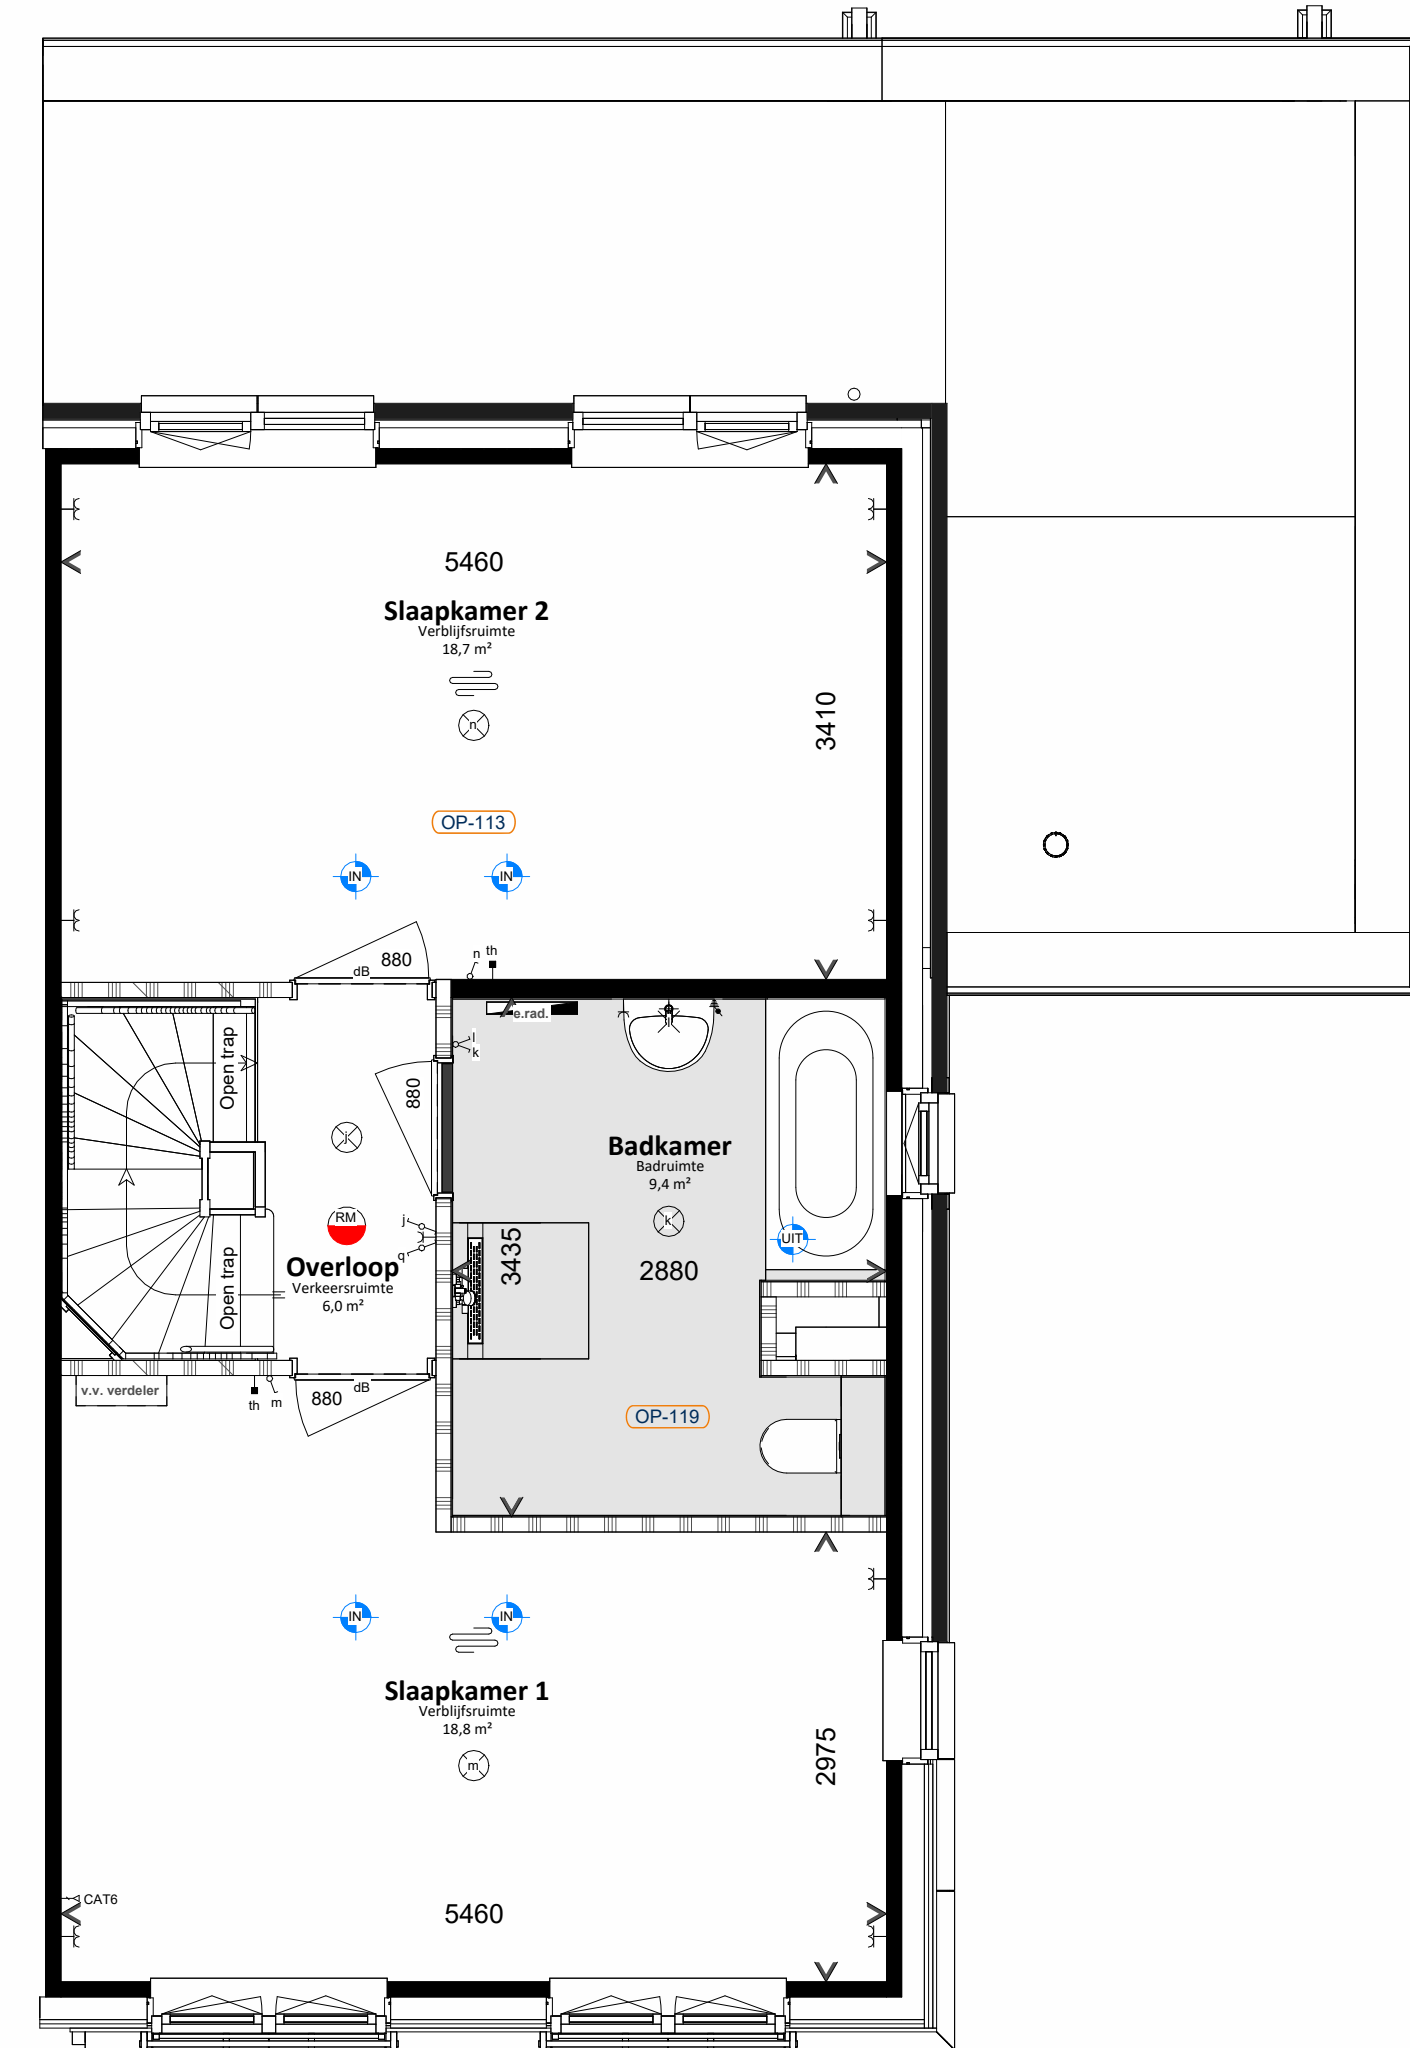 5460
Slaapkamer 2
Verblijfsruimte
18,7 m²
n
3410
OP-113
IN
IN
880
dB
n
th
e.rad.
l
k
Open trap
880
j
Badkamer
Badruimte
9,4 m²
k
RM
j
q
UIT
Overloop
Verkeersruimte
6,0 m²
Open trap
3435
2880
v.v. verdeler
th
m
880
dB
OP-119
IN
IN
Slaapkamer 1
Verblijfsruimte
18,8 m²
m
2975
CAT6
5460